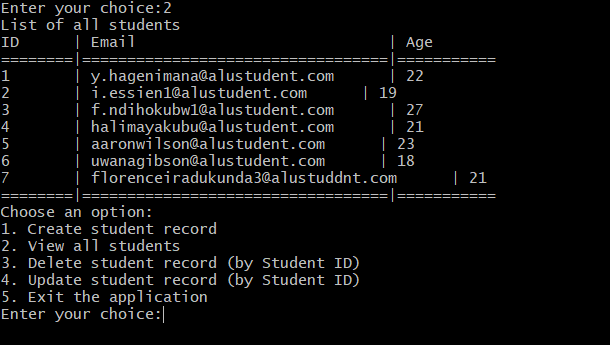 Enter your choice:2
List of all students
ID       | Email                              | Age
========|==================================|===========
1        | y.hagenimana@alustudent.com       | 22
2        | i.essien1@alustudent.com       | 19
3        | f.ndihokubw1@alustudent.com       | 27
4        | halimayakubu@alustudent.com       | 21
5        | aaronwilson@alustudent.com       | 23
6        | uwanagibson@alustudent.com       | 18
7        | florenceiradukunda3@alustuddnt.com       | 21
========|==================================|===========
Choose an option:
1. Create student record
2. View all students
3. Delete student record (by Student ID)
4. Update student record (by Student ID)
5. Exit the application
Enter your choice: